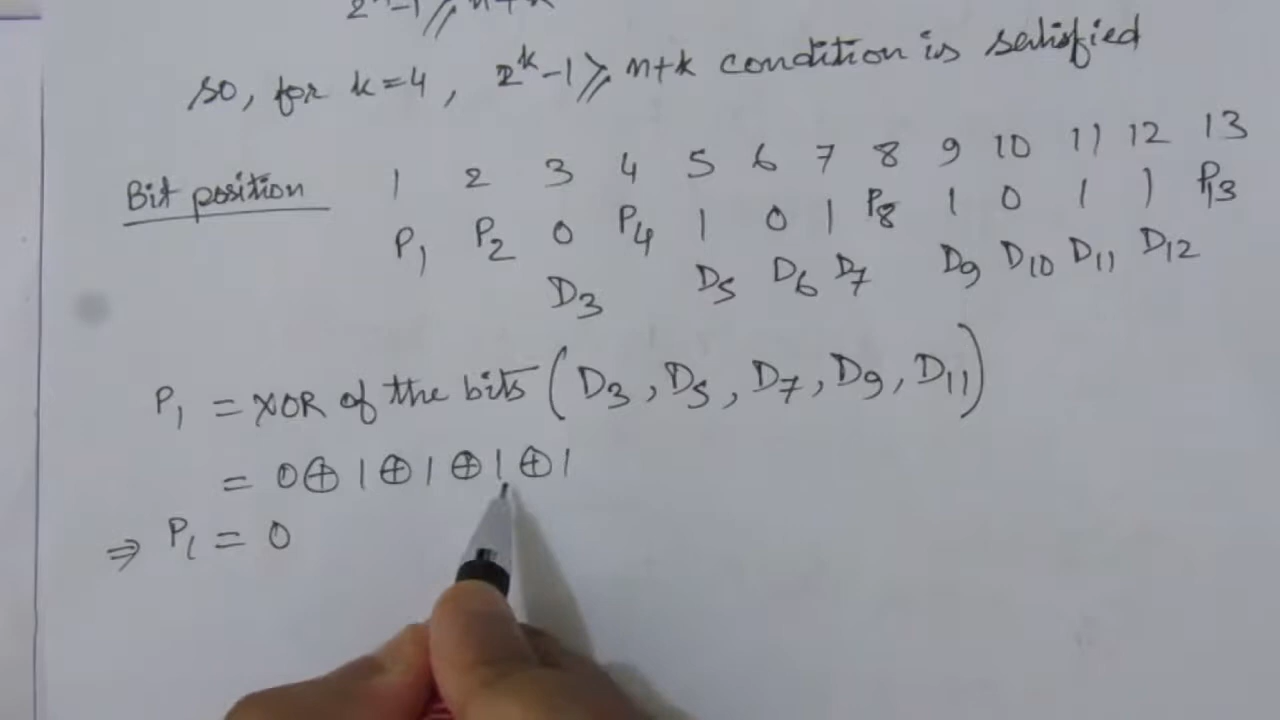 2ᵏ-1 ≥ n+k
so, for k=4, 2ᵏ-1 ≥ n+k condition is satisfied
Bit position 1 2 3 4 5 6 7 8 9 10 11 12 13
P₁ P₂ 0 P₄ 1 0 1 P₈ 1 0 1 1 P₁₃
D₃ D₅ D₆ D₇ D₉ D₁₀ D₁₁ D₁₂
P₁ = XOR of the bits (D₃, D₅, D₇, D₉, D₁₁)
= 0⊕1⊕1⊕1⊕1
⇒ P₁ = 0